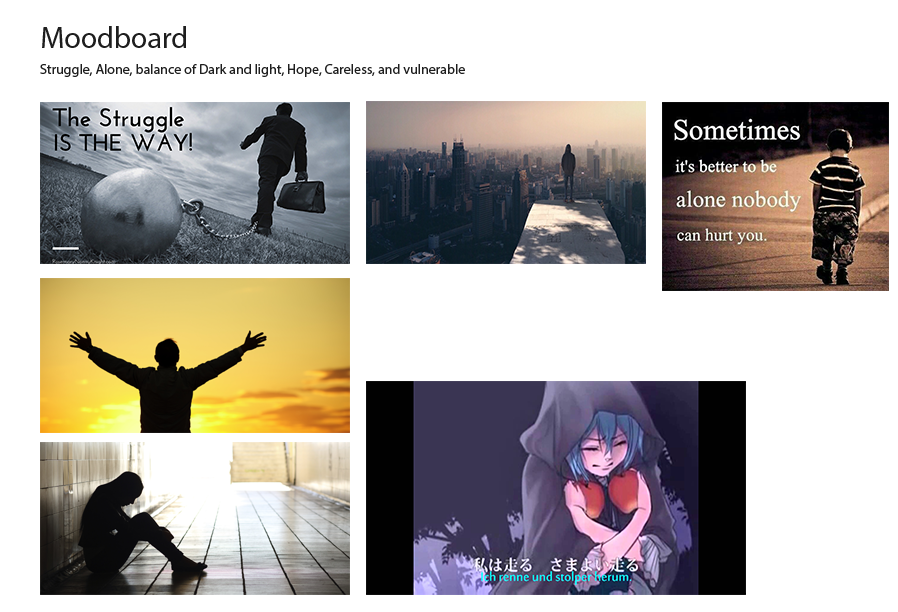 Moodboard
Struggle, Alone, balance of Dark and light, Hope, Careless, and vulnerable
The Struggle
IS THE WAY!
Sometimes
it's better to be
alone nobody
can hurt you.
私は走る　さまよい走る
Ich renne und stolper herum.